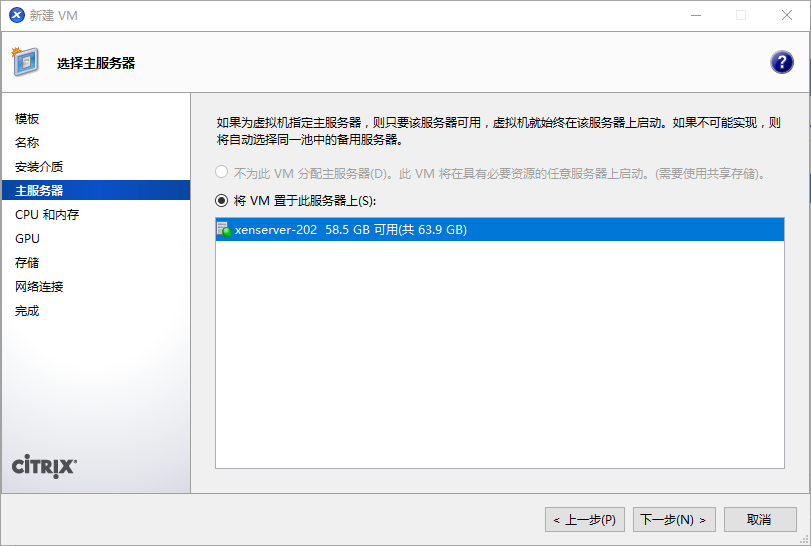 新建 VM
选择主服务器
?
模板
名称
安装介质
主服务器
CPU 和内存
GPU
存储
网络连接
完成
CiTRIX
如果为虚拟机指定主服务器，则只要该服务器可用，虚拟机就始终在该服务器上启动。如果不可能实现，则
将自动选择同一池中的备用服务器。
不为此 VM 分配主服务器(D)。此 VM 将在具有必要资源的任意服务器上启动。(需要使用共享存储)。
将 VM 置于此服务器上(S):
xenserver-202 58.5 GB 可用(共 63.9 GB)
< 上一步(P)
下一步(N) >
取消